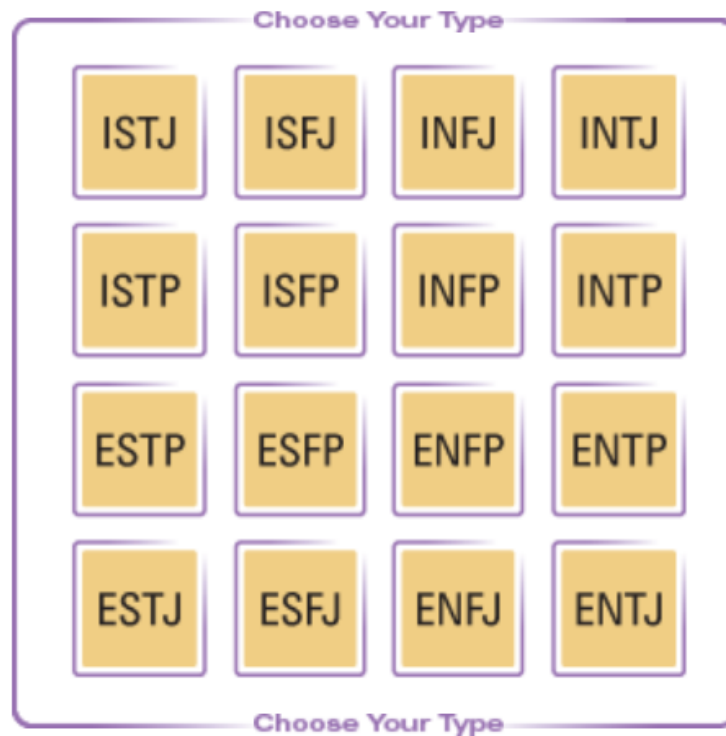 Choose Your Type
ISTJ ISFJ INFJ INTJ
ISTP ISFP INFP INTP
ESTP ESFP ENFP ENTP
ESTJ ESFJ ENFJ ENTJ
Choose Your Type